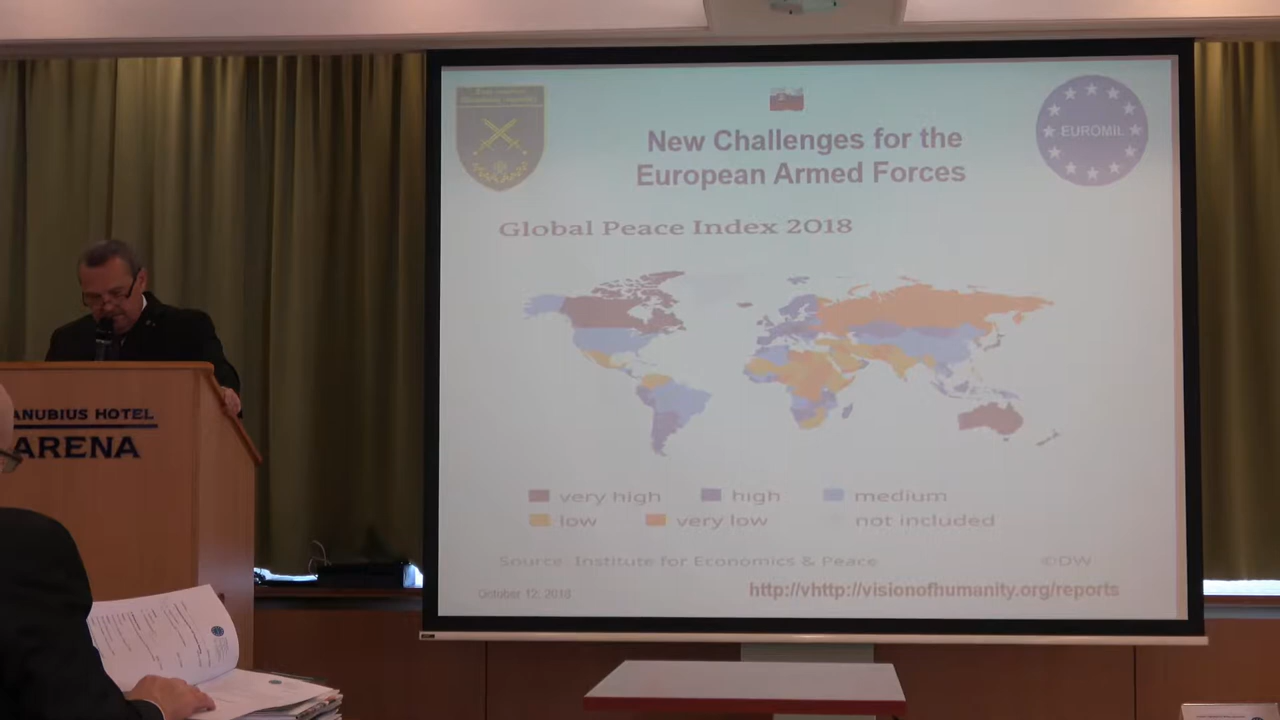 New Challenges for the
European Armed Forces
EUROMIL
Global Peace Index 2018
very high
high
medium
low
very low
not included
Source: Institute for Economics & Peace
©DW
October 12, 2018
http://vhttp://visionofhumanity.org/reports
ANUBIUS HOTEL
ARENA